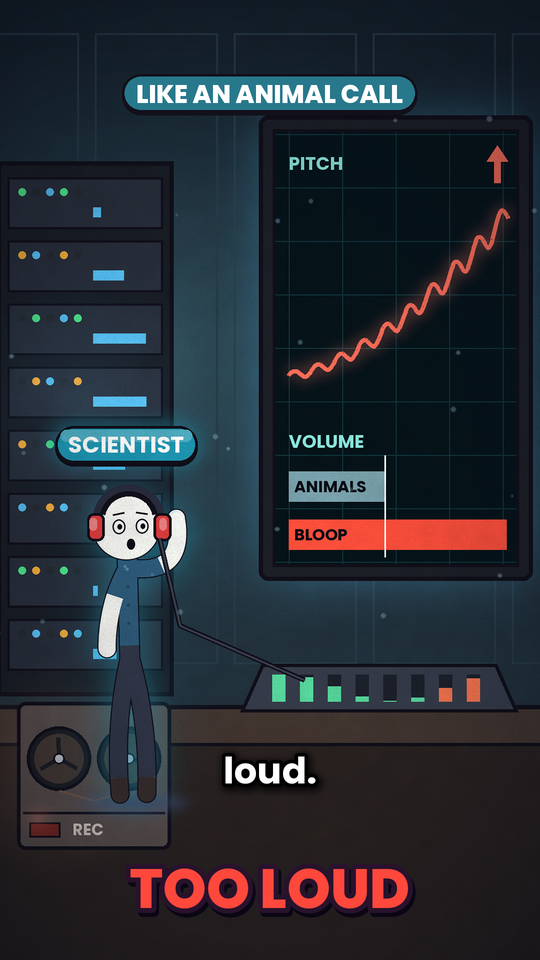 LIKE AN ANIMAL CALL
PITCH
VOLUME
ANIMALS
BLOOP
SCIENTIST
REC
loud.
TOO LOUD